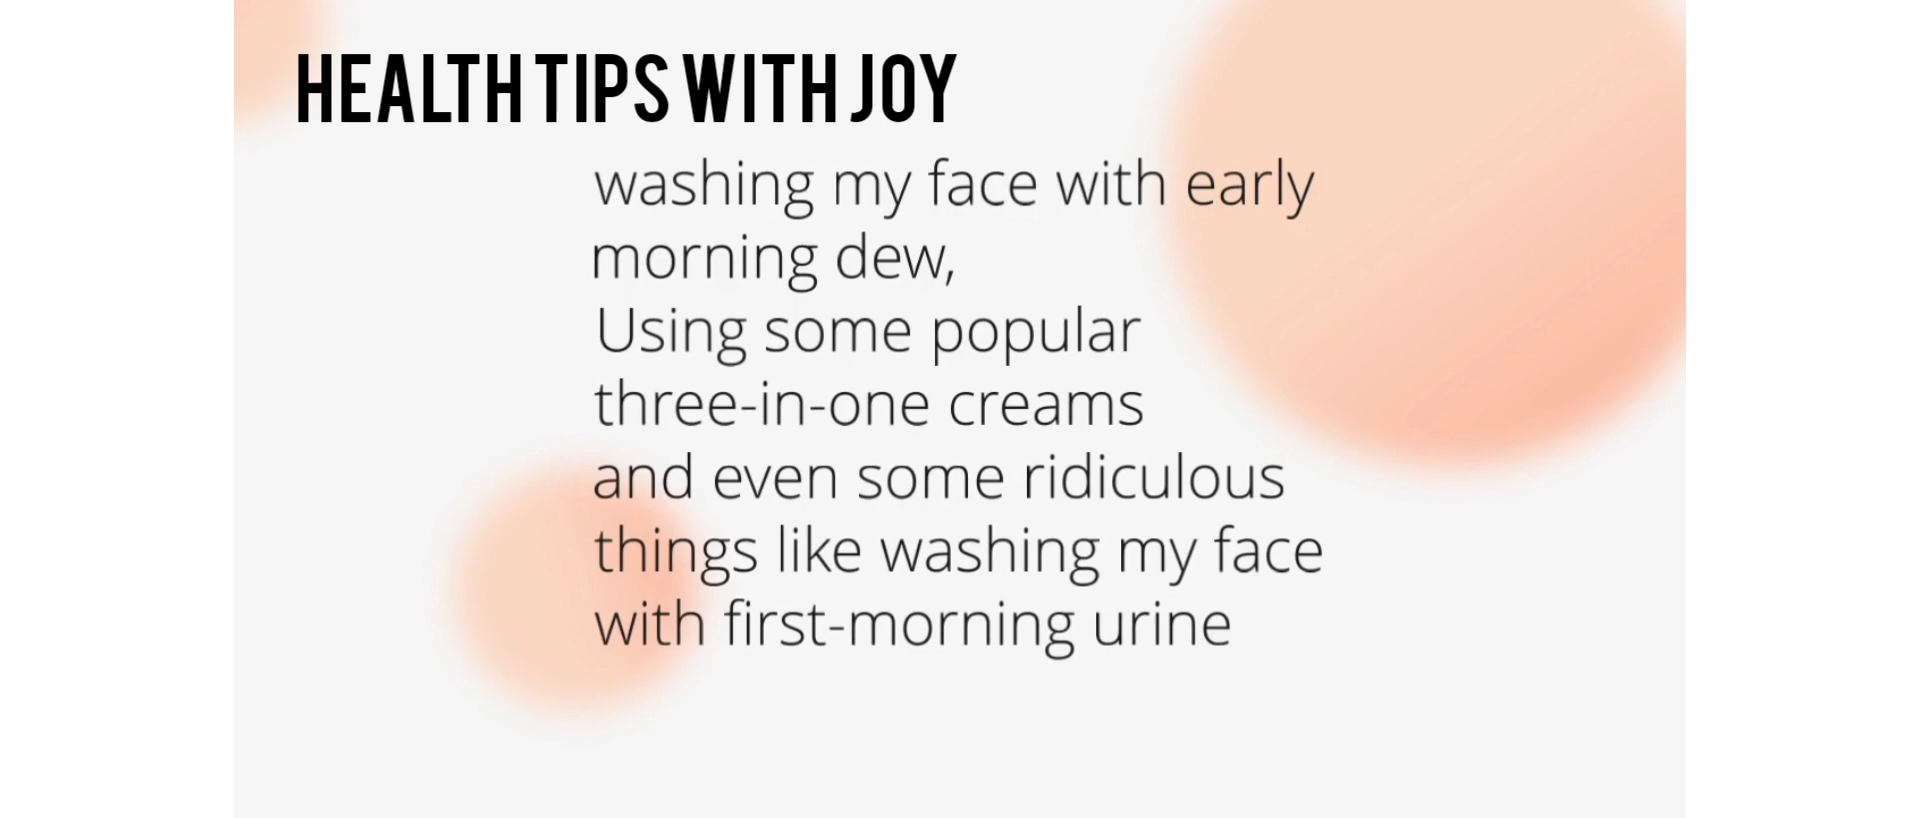 HEALTH TIPS WITH JOY
washing my face with early
morning dew,
Using some popular
three-in-one creams
and even some ridiculous
things like washing my face
with first-morning urine